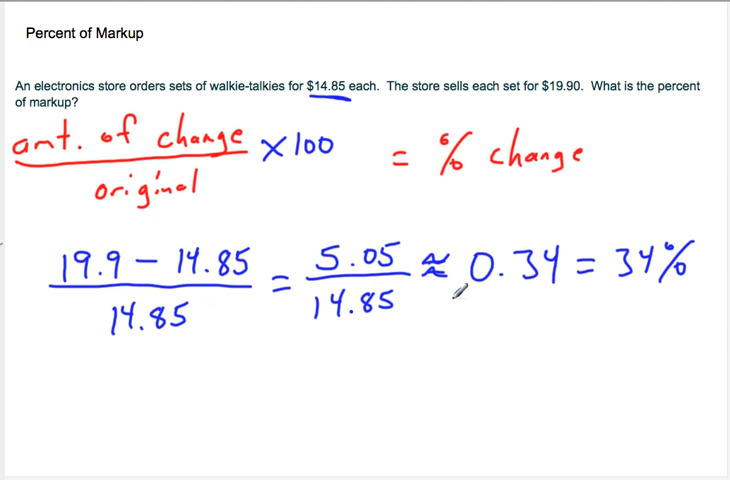 Percent of Markup
An electronics store orders sets of walkie-talkies for $14.85 each. The store sells each set for $19.90. What is the percent
of markup?
amt. of change × 100 = % change
original
19.9 - 14.85 = 5.05 ≈ 0.34 = 34%
14.85 14.85